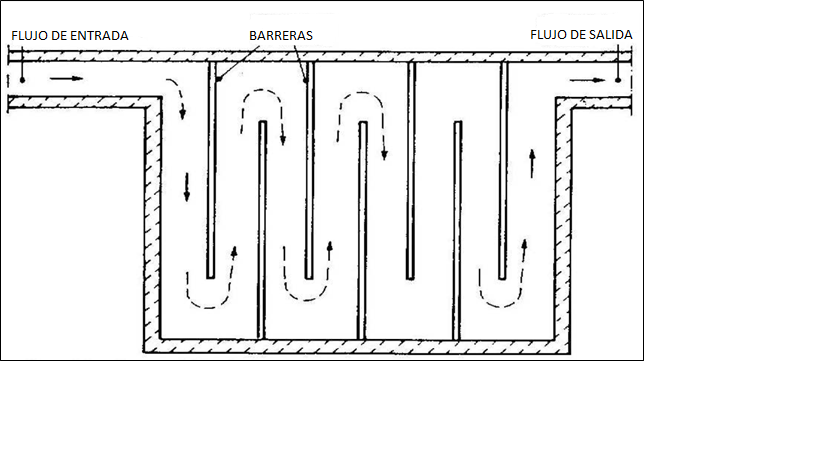 FLUJO DE ENTRADA
BARRERAS
FLUJO DE SALIDA